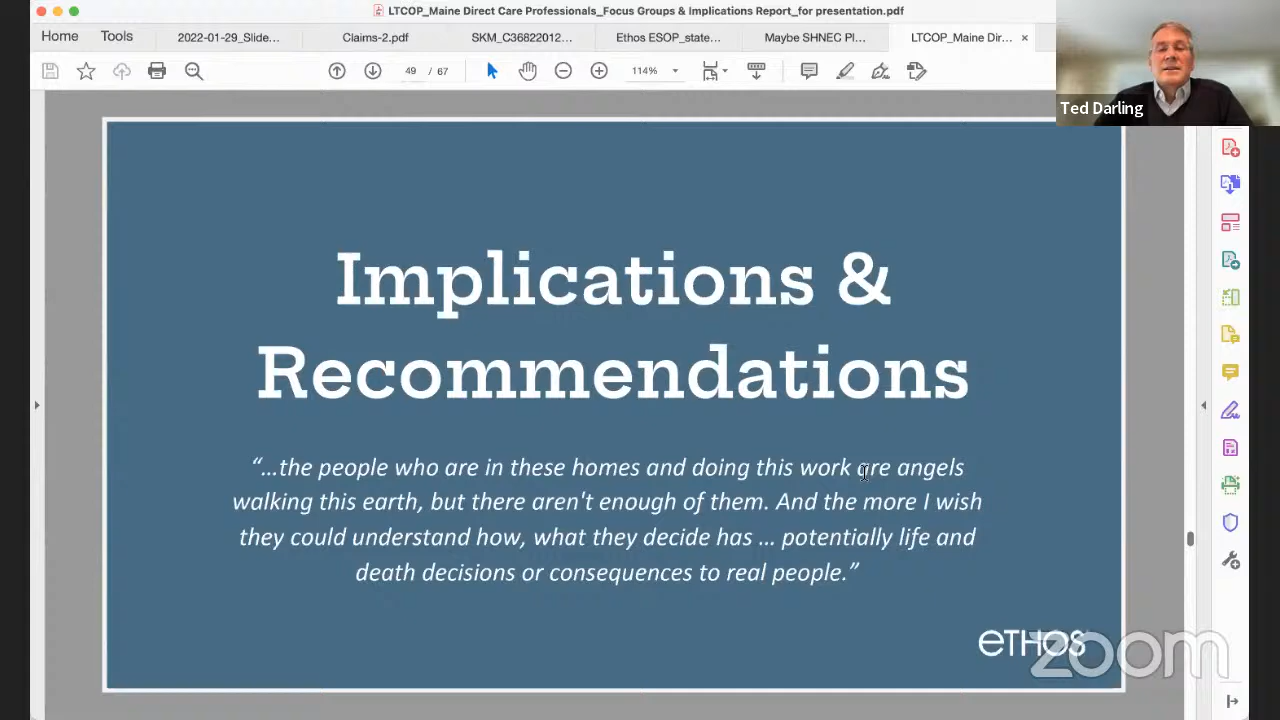 LTCOP_Maine Direct Care Professionals_Focus Groups & Implications Report_for presentation.pdf
Home Tools 2022-01-29_Slide... Claims-2.pdf SKM_C36822012... Ethos ESOP_state... Maybe SHNEC Pl... LTCOP_Maine Dir... ×
49 / 67 114%
Ted Darling
Implications &
Recommendations
“...the people who are in these homes and doing this work are angels
walking this earth, but there aren't enough of them. And the more I wish
they could understand how, what they decide has ... potentially life and
death decisions or consequences to real people.”
eTHOS
zoom